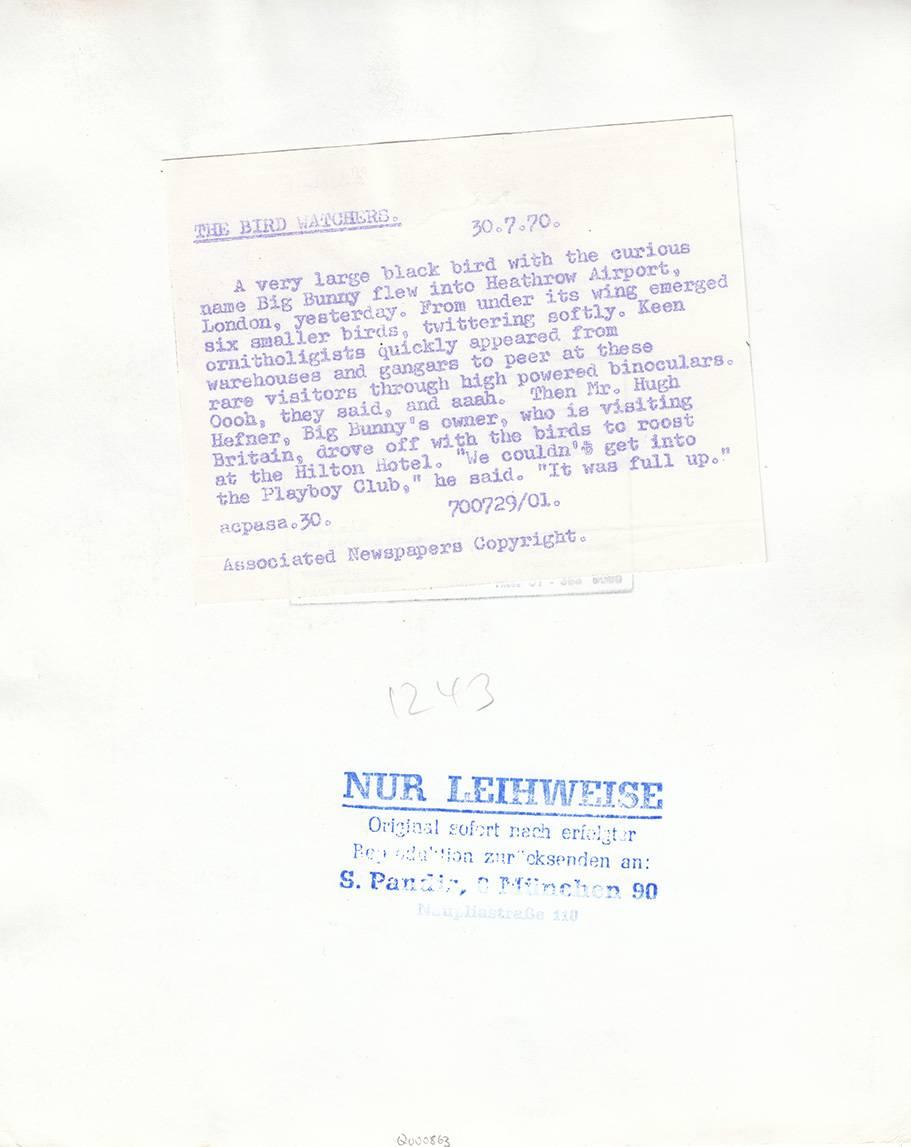 THE BIRD WATCHERS. 30.7.70.
A very large black bird with the curious
name Big Bunny flew into Heathrow Airport,
London, yesterday. From under its wing emerged
six smaller birds, twittering softly. Keen
ornitholigists quickly appeared from
warehouses and gangars to peer at these
rare visitors through high powered binoculars.
Oooh, they said, and aaah. Then Mr. Hugh
Hefner, Big Bunny's owner, who is visiting
Britain, drove off with the birds to roost
at the Hilton Hotel. "We couldn't get into
the Playboy Club," he said. "It was full up."
acpasa.30. 700729/01.
Associated Newspapers Copyright.
1243
NUR LEIHWEISE
Original sofort nach erfolgter
Reproduktion zurücksenden an:
S. Pandis, 8 München 90
110
Q000863